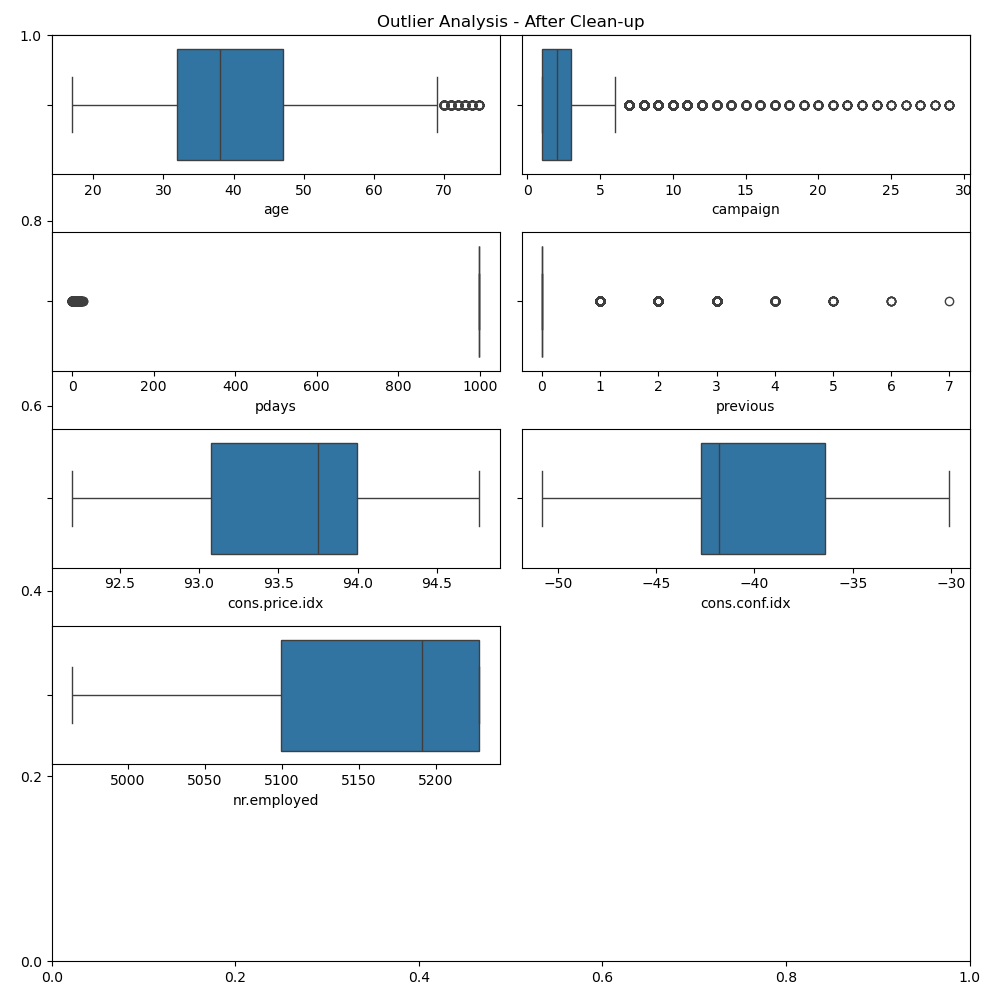 Outlier Analysis - After Clean-up
1.0
20 30 40 50 60 70
age
0 5 10 15 20 25 30
campaign
0.8
0 200 400 600 800 1000
pdays
0 1 2 3 4 5 6 7
previous
0.6
92.5 93.0 93.5 94.0 94.5
cons.price.idx
−50 −45 −40 −35 −30
cons.conf.idx
0.4
5000 5050 5100 5150 5200
nr.employed
0.2
0.0
0.0 0.2 0.4 0.6 0.8 1.0